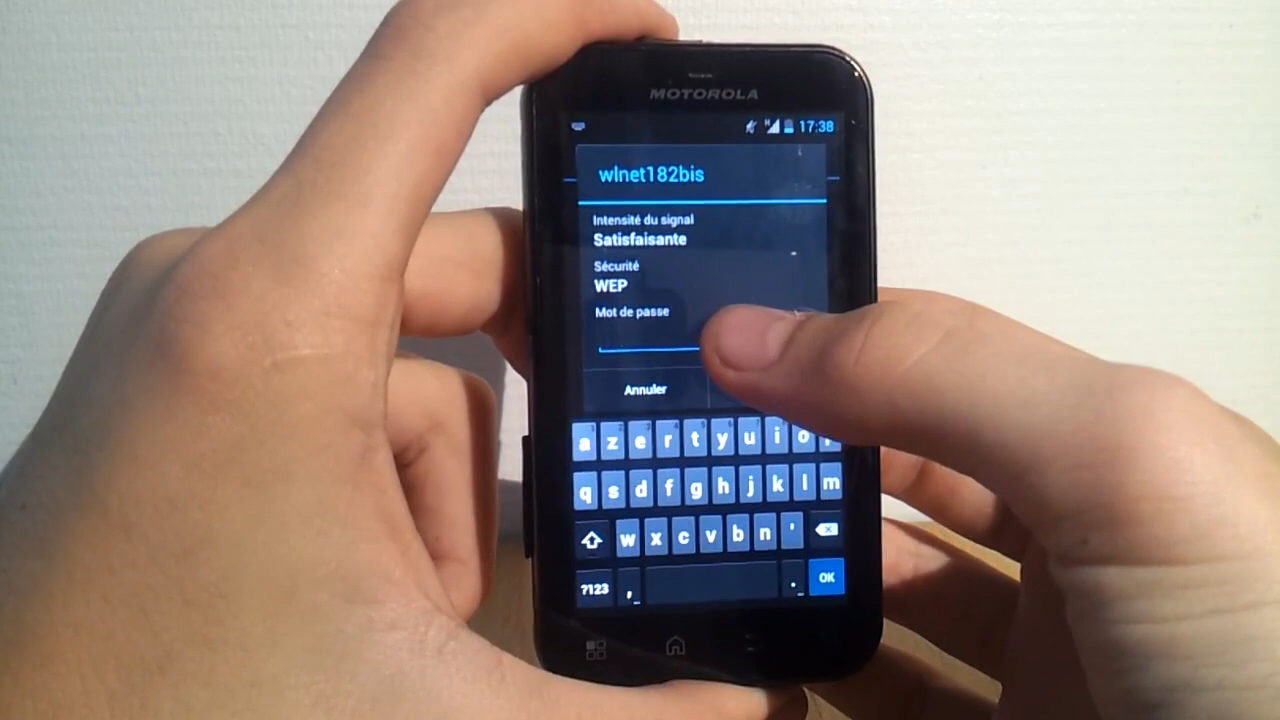 MOTOROLA
H 17:38
wlnet182bis
Intensité du signal
Satisfaisante
Sécurité
WEP
Mot de passe
Annuler
a z e r t y u i o
q s d f g h j k l m
w x c v b n '
?123 , . OK